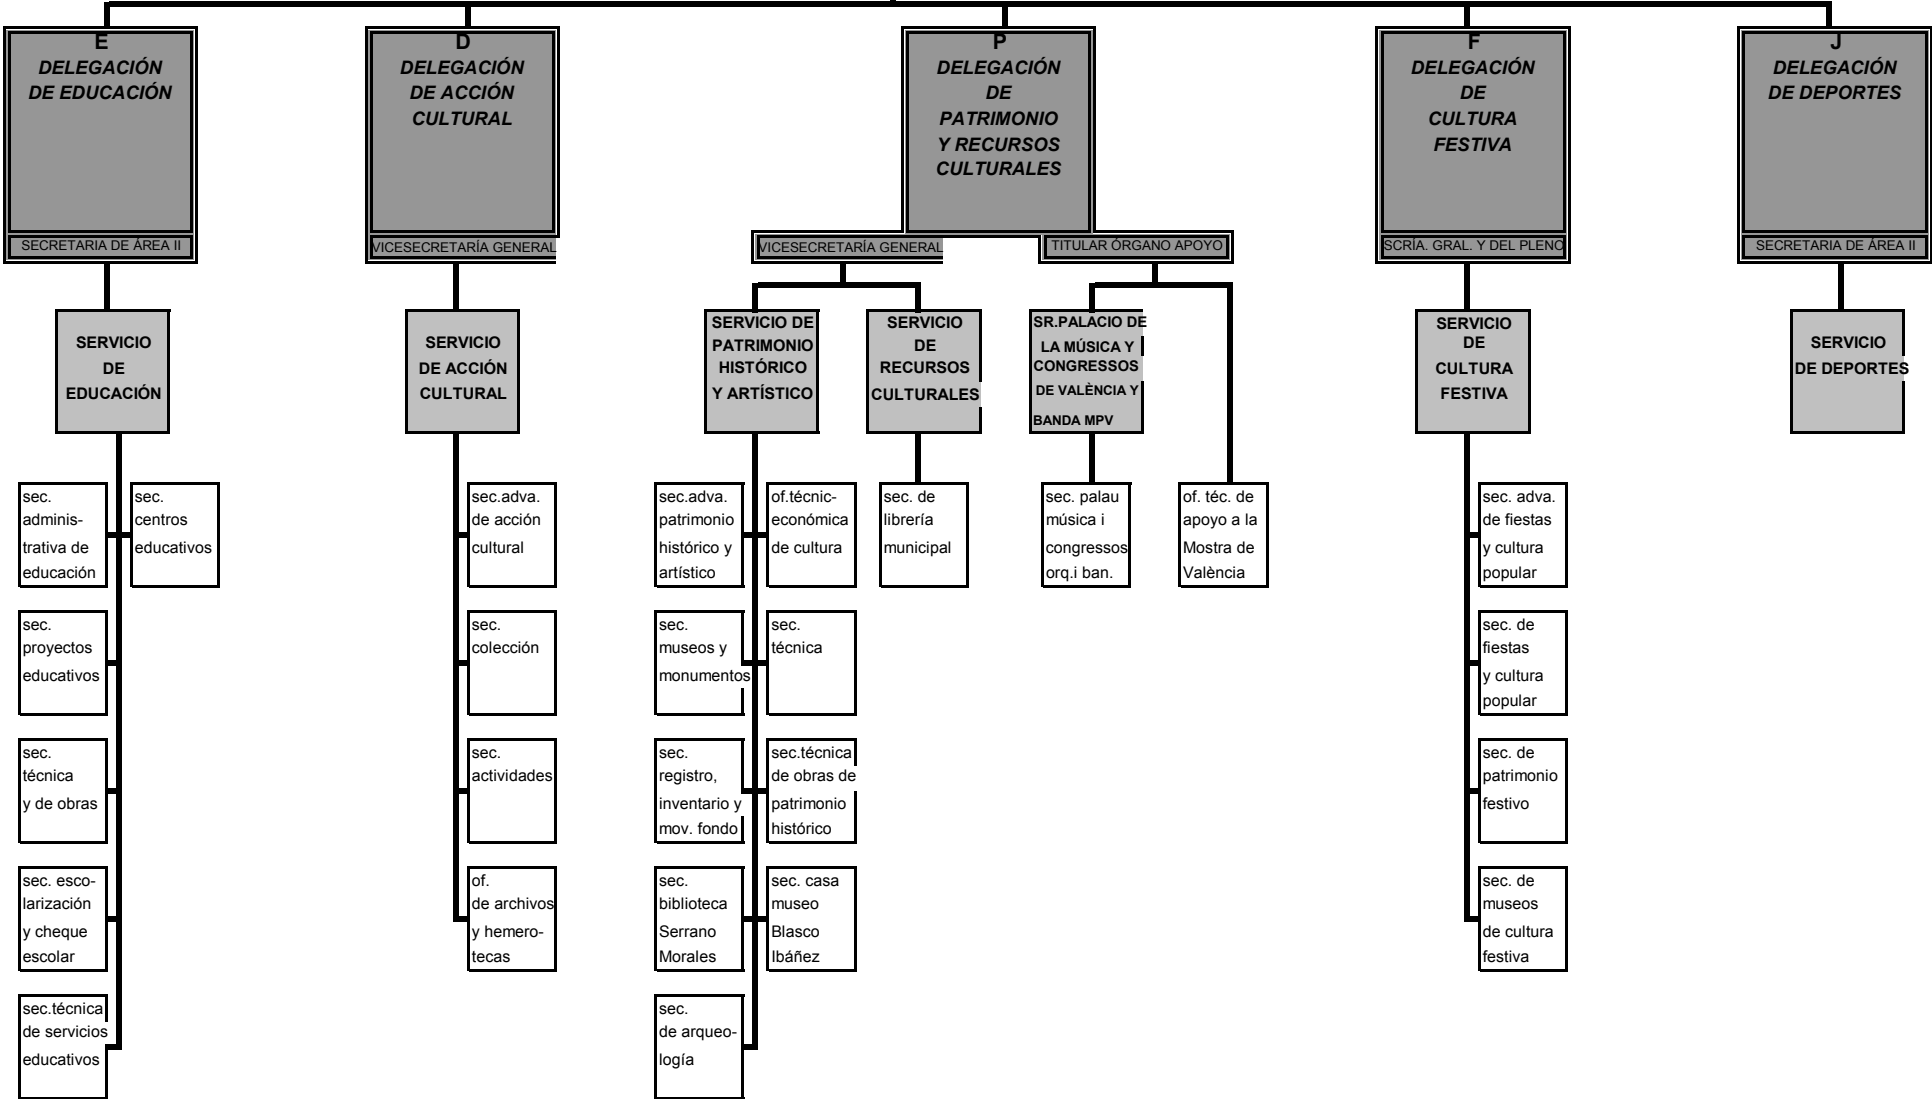 E
DELEGACIÓN
DE EDUCACIÓN
SECRETARIA DE ÁREA II
D
DELEGACIÓN
DE ACCIÓN
CULTURAL
VICESECRETARÍA GENERAL
P
DELEGACIÓN
DE
PATRIMONIO
Y RECURSOS
CULTURALES
VICESECRETARÍA GENERAL
TITULAR ÓRGANO APOYO
F
DELEGACIÓN
DE
CULTURA
FESTIVA
SCRÍA. GRAL. Y DEL PLENO
J
DELEGACIÓN
DE DEPORTES
SECRETARIA DE ÁREA II
SERVICIO
DE
EDUCACIÓN
SERVICIO
DE ACCIÓN
CULTURAL
SERVICIO DE
PATRIMONIO
HISTÓRICO
Y ARTÍSTICO
SERVICIO
DE
RECURSOS
CULTURALES
SR.PALACIO DE
LA MÚSICA Y
CONGRESSOS
DE VALÈNCIA Y
BANDA MPV
SERVICIO
DE
CULTURA
FESTIVA
SERVICIO
DE DEPORTES
sec.
adminis-
trativa de
educación
sec.
centros
educativos
sec.
proyectos
educativos
sec.
técnica
y de obras
sec. esco-
larización
y cheque
escolar
sec.técnica
de servicios
educativos
sec.adva.
de acción
cultural
sec.
colección
sec.
actividades
of.
de archivos
y hemero-
tecas
sec.adva.
patrimonio
histórico y
artístico
of.técnic-
económica
de cultura
sec.
museos y
monumentos
sec.
técnica
sec.
registro,
inventario y
mov. fondo
sec.técnica
de obras de
patrimonio
histórico
sec.
biblioteca
Serrano
Morales
sec. casa
museo
Blasco
Ibáñez
sec.
de arqueo-
logía
sec. de
librería
municipal
sec. palau
música i
congressos
orq.i ban.
of. téc. de
apoyo a la
Mostra de
València
sec. adva.
de fiestas
y cultura
popular
sec. de
fiestas
y cultura
popular
sec. de
patrimonio
festivo
sec. de
museos
de cultura
festiva